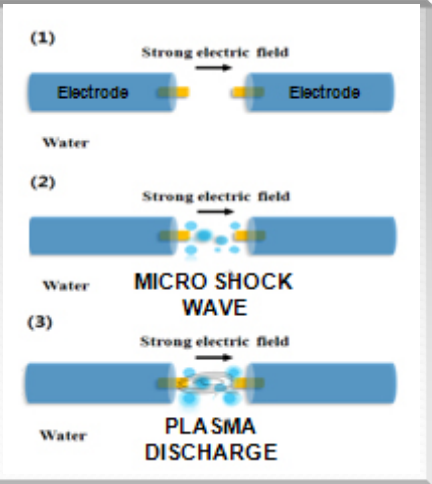 (1)
Strong electric field
Electrode
Electrode
Water
(2)
Strong electric field
Water
MICRO SHOCK
WAVE
(3)
Strong electric field
Water
PLASMA
DISCHARGE